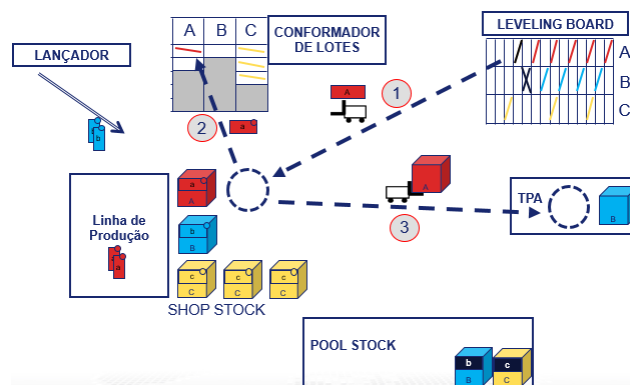 LANÇADOR
A B C
CONFORMADOR
DE LOTES
LEVELING BOARD
A
B
C
1
A
2
a
b
a
A
A
3
Linha de
Produção
a
b
B
c
C
c
C
c
C
SHOP STOCK
TPA
B
POOL STOCK
b
B
c
C